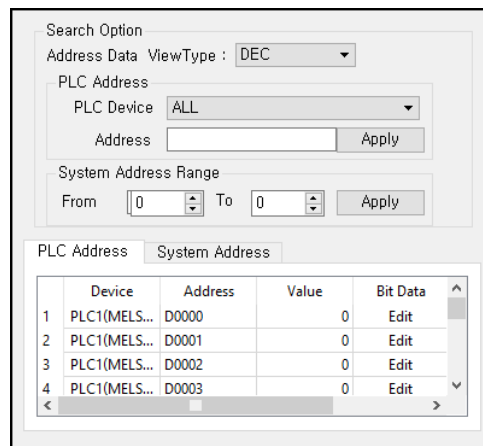 Search Option
Address Data ViewType : DEC
PLC Address
PLC Device ALL
Address Apply
System Address Range
From 0 To 0 Apply
PLC Address System Address
Device Address Value Bit Data
1 PLC1(MELS... D0000 0 Edit
2 PLC1(MELS... D0001 0 Edit
3 PLC1(MELS... D0002 0 Edit
4 PLC1(MELS... D0003 0 Edit